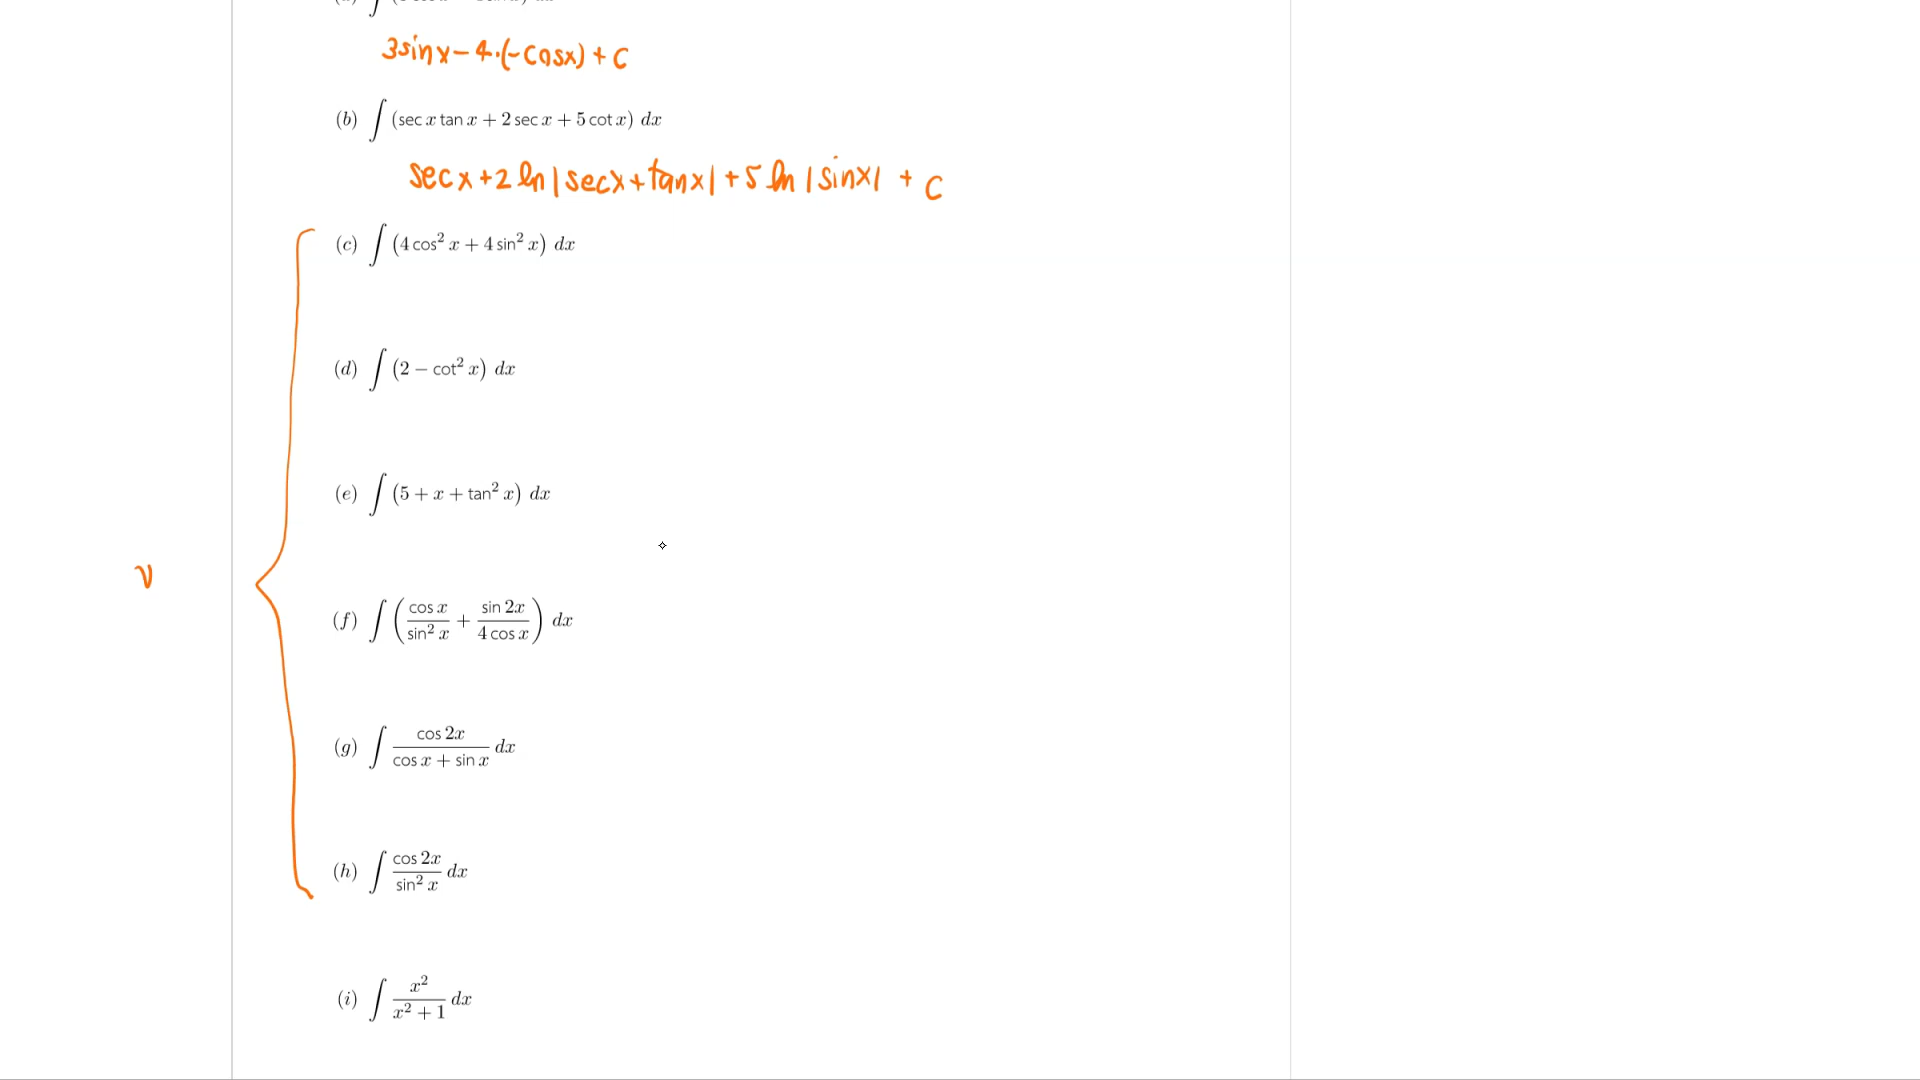 3sinx-4.(-cosx)+c
(b) ∫ (sec x tan x + 2 sec x + 5 cot x) dx
secx+2 ln|secx+tanx|+5 ln|sinx| + c
(c) ∫ (4 cos² x + 4 sin² x) dx
(d) ∫ (2 − cot² x) dx
(e) ∫ (5 + x + tan² x) dx
(f) ∫ (cos x / sin² x + sin 2x / 4 cos x) dx
(g) ∫ cos 2x / cos x + sin x dx
(h) ∫ cos 2x / sin² x dx
(i) ∫ x² / x² + 1 dx